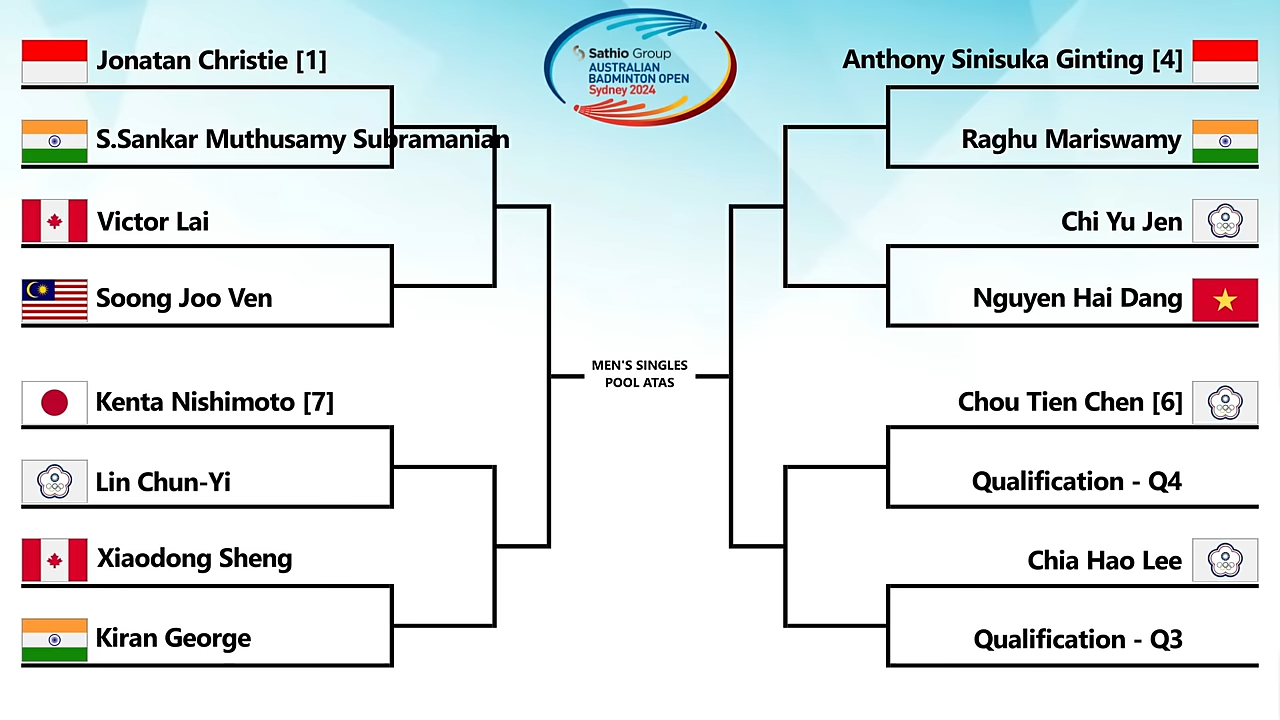 Sathio Group
AUSTRALIAN
BADMINTON OPEN
Sydney 2024
Jonatan Christie [1]
S.Sankar Muthusamy Subramanian
Victor Lai
Soong Joo Ven
Kenta Nishimoto [7]
Lin Chun-Yi
Xiaodong Sheng
Kiran George
MEN'S SINGLES
POOL ATAS
Anthony Sinisuka Ginting [4]
Raghu Mariswamy
Chi Yu Jen
Nguyen Hai Dang
Chou Tien Chen [6]
Qualification - Q4
Chia Hao Lee
Qualification - Q3